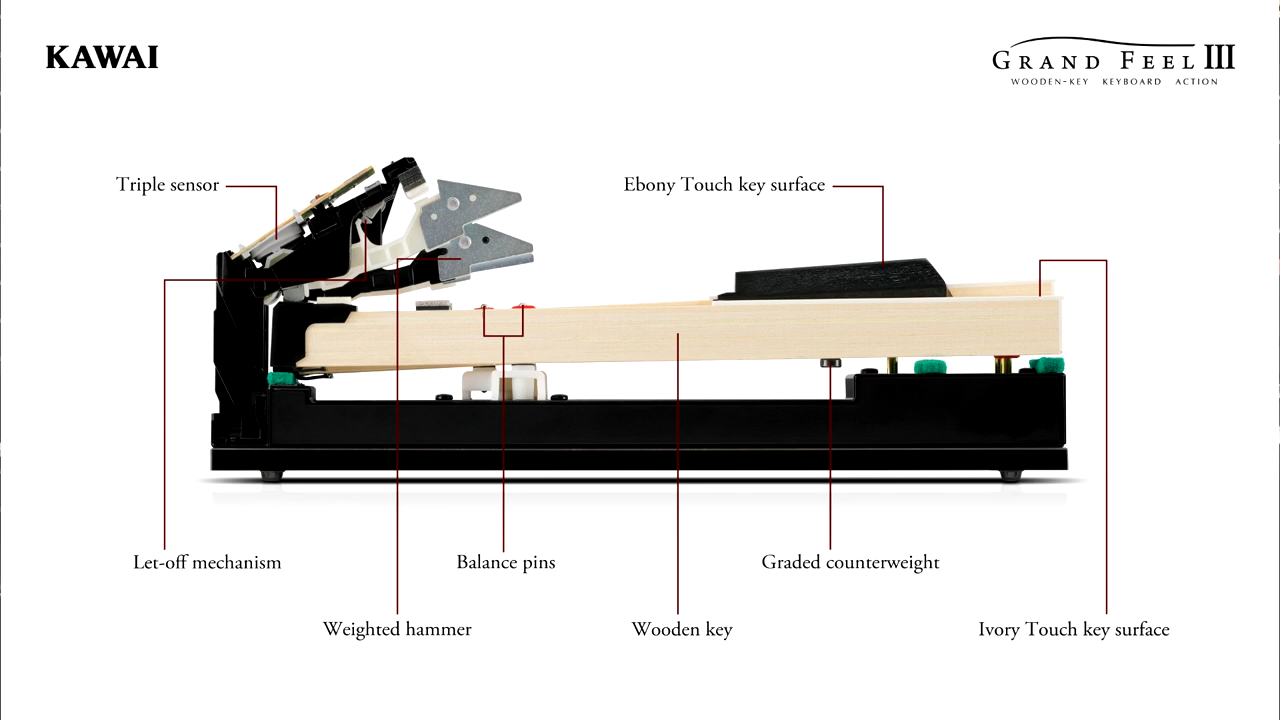 KAWAI
GRAND FEEL III
WOODEN-KEY KEYBOARD ACTION
Triple sensor
Ebony Touch key surface
Let-off mechanism
Balance pins
Graded counterweight
Weighted hammer
Wooden key
Ivory Touch key surface